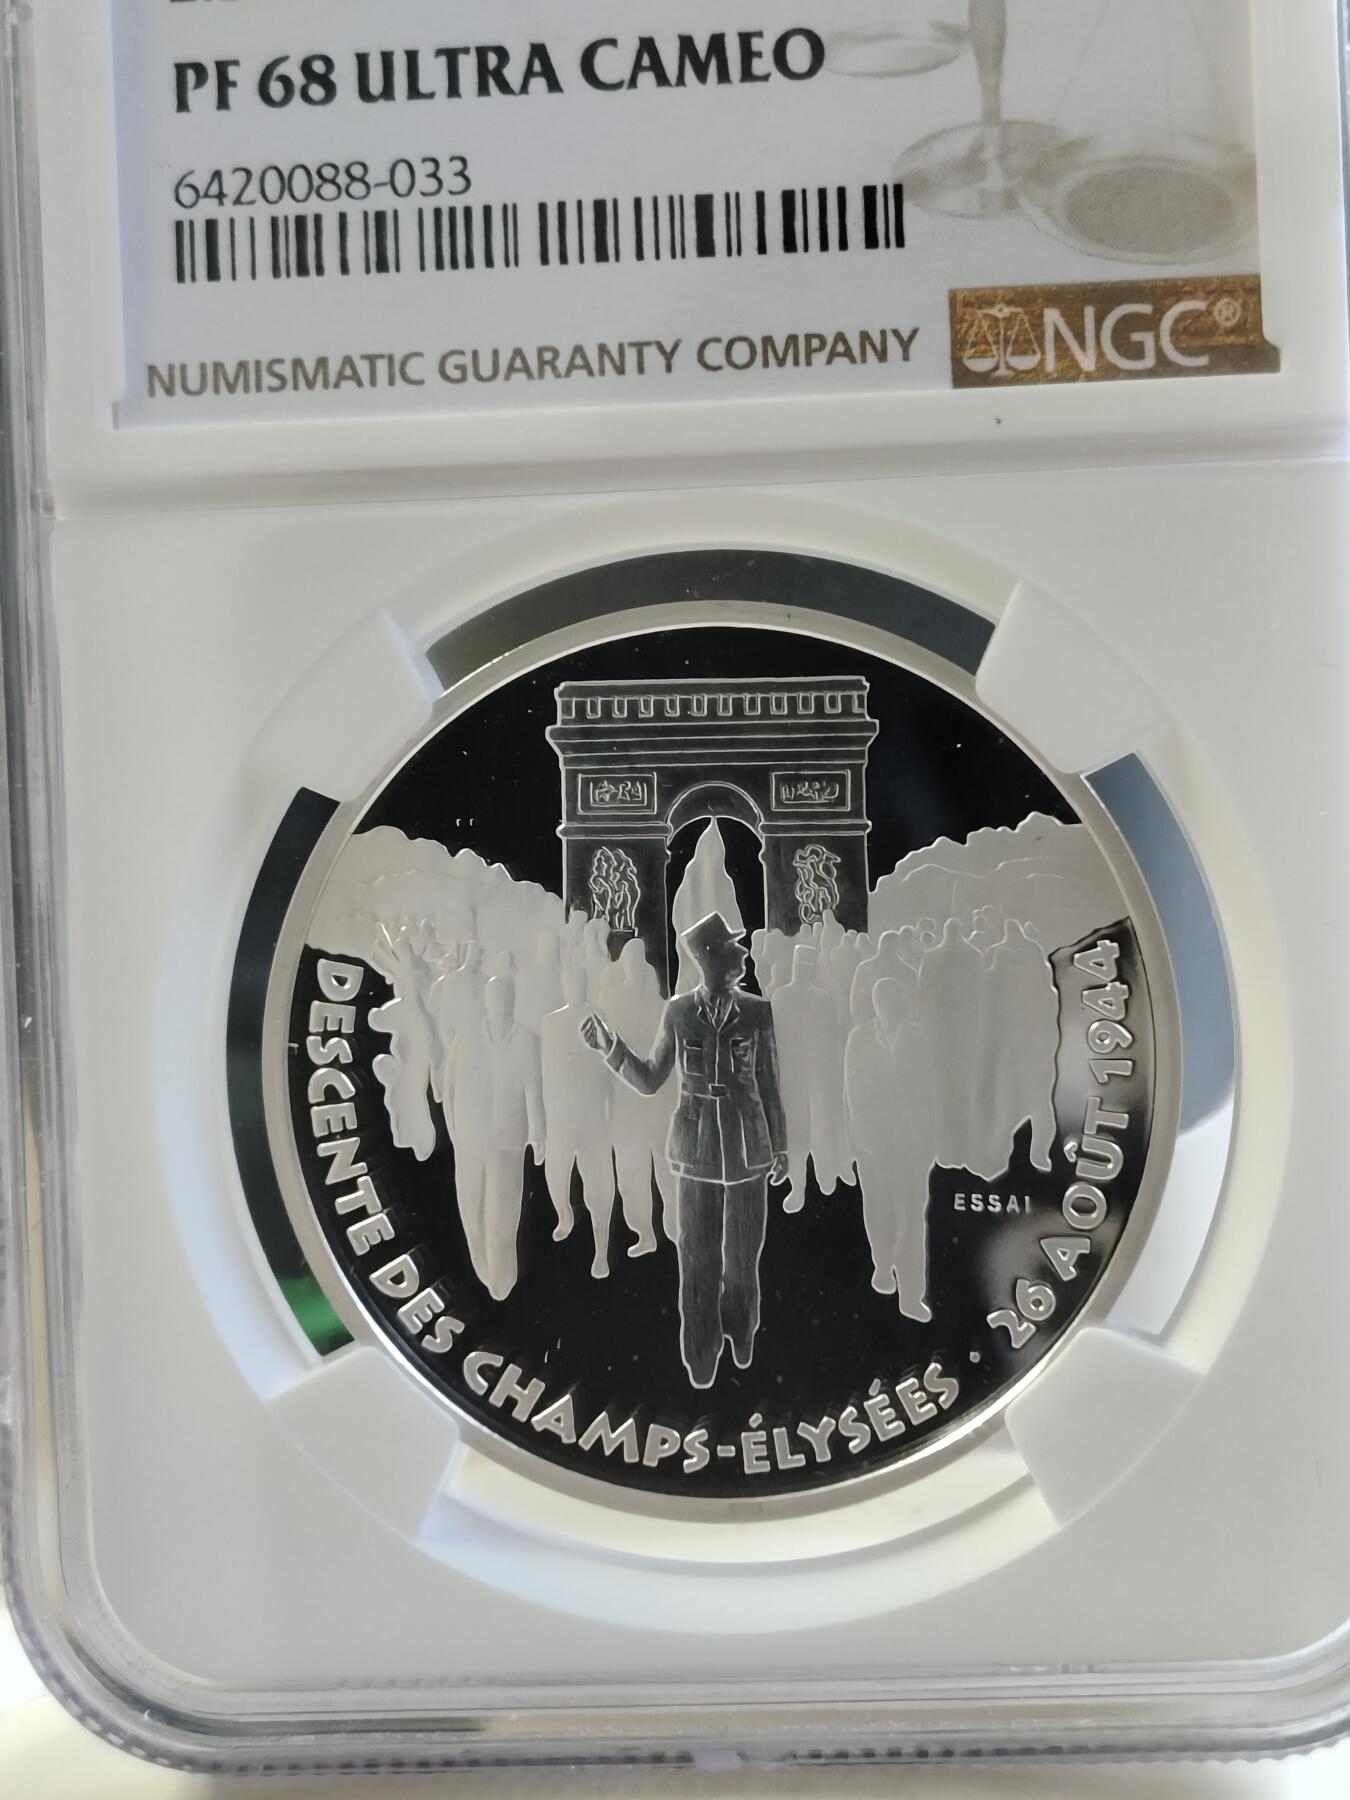 PF 68 ULTRA CAMEO
6420088-033
NUMISMATIC GUARANTY COMPANY
NGC®
DESCENTE DES CHAMPS-ÉLYSÉES · 26 AOÛT 1944
ESSAI